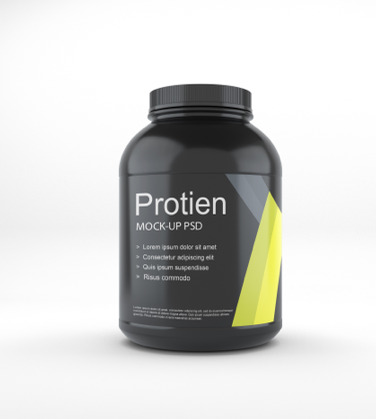 Protien
MOCK-UP PSD
> Lorem ipsum dolor sit amet
> Consectetur adipiscing elit
> Quis ipsum suspendisse
> Risus commodo